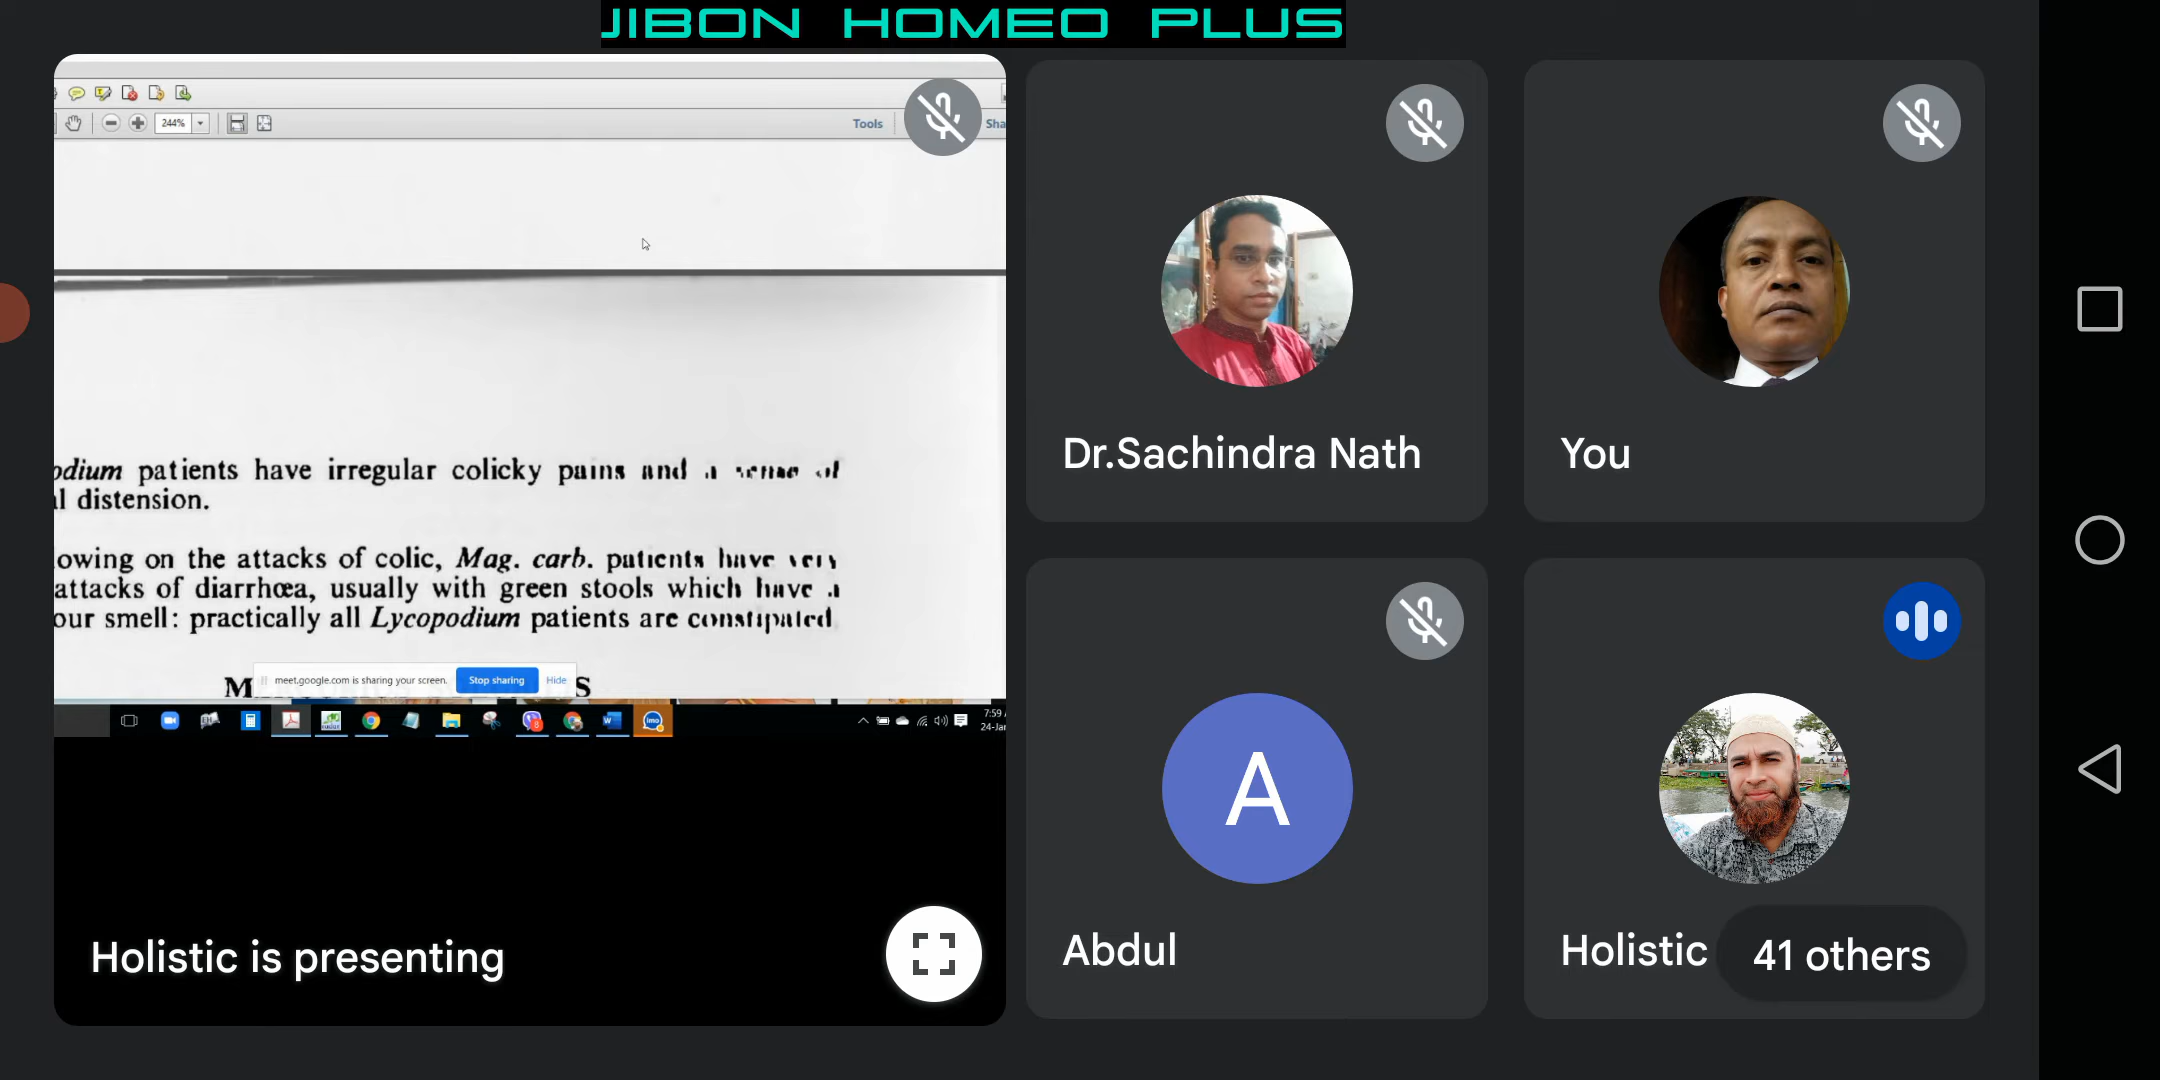 JIBON HOMEO PLUS
244%
Tools
Sha
odium patients have irregular colicky pains and a sense of
l distension.
owing on the attacks of colic, Mag. carb. patients have very
attacks of diarrhœa, usually with green stools which have a
our smell: practically all Lycopodium patients are constipated
M
S
meet.google.com is sharing your screen. Stop sharing Hide
7:59
24-Jan
Holistic is presenting
Dr.Sachindra Nath
You
A
Abdul
Holistic
41 others